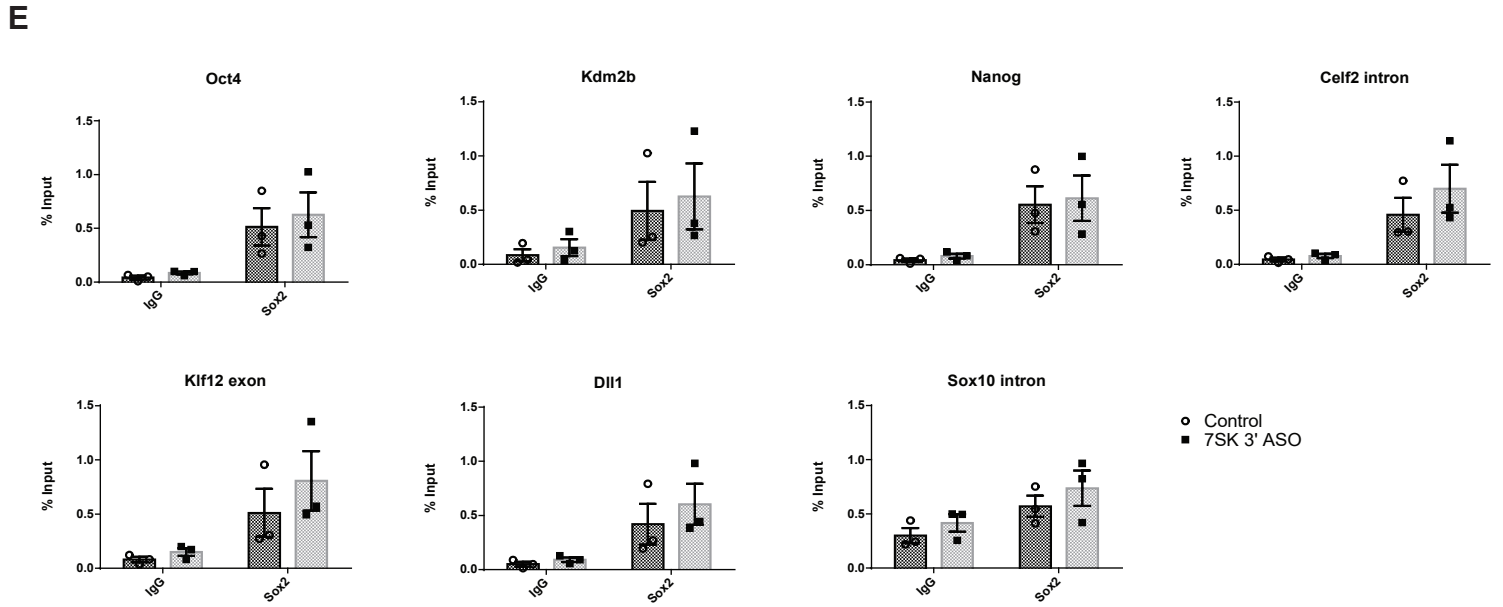 E
Oct4
% Input
1.5
1.0
0.5
0.0
IgG
Sox2
Kdm2b
% Input
1.5
1.0
0.5
0.0
IgG
Sox2
Nanog
% Input
1.5
1.0
0.5
0.0
IgG
Sox2
Celf2 intron
% Input
1.5
1.0
0.5
0.0
IgG
Sox2
Klf12 exon
% Input
1.5
1.0
0.5
0.0
IgG
Sox2
Dll1
% Input
1.5
1.0
0.5
0.0
IgG
Sox2
Sox10 intron
% Input
1.5
1.0
0.5
0.0
IgG
Sox2
Control
7SK 3' ASO